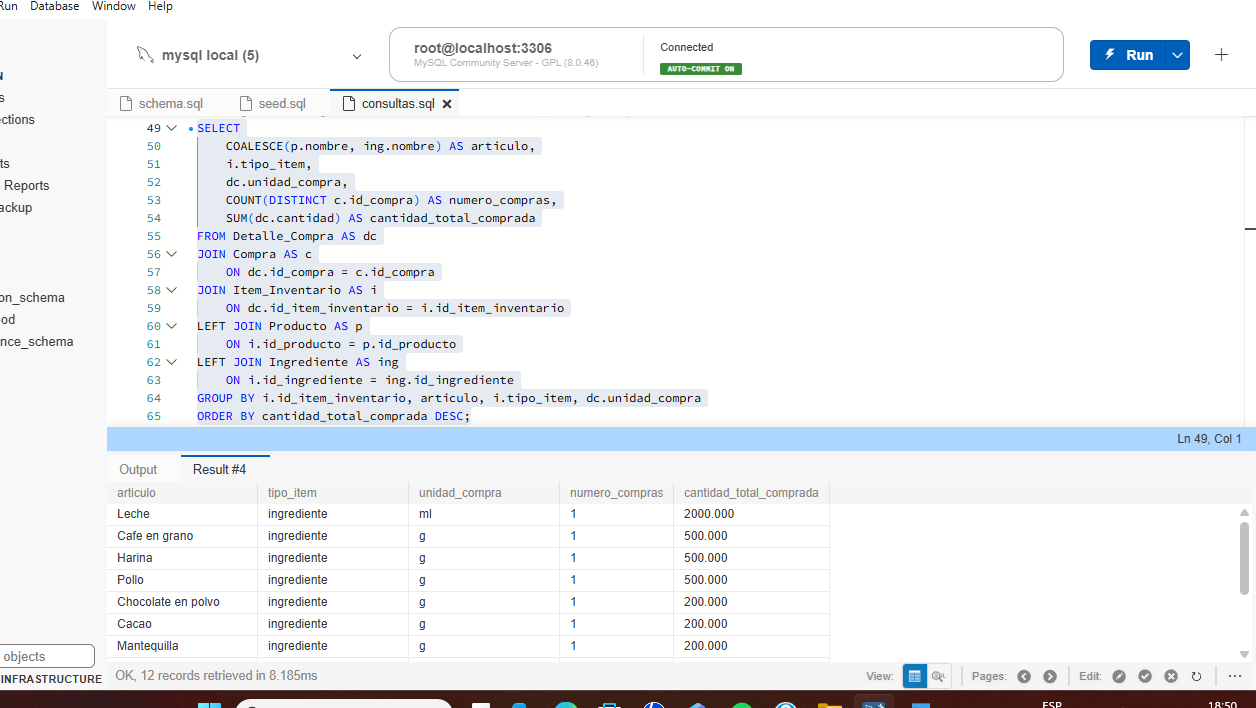 Run Database Window Help
mysql local (5)
root@localhost:3306
MySQL Community Server - GPL (8.0.46)
Connected
AUTO-COMMIT ON
Run
N
s
ections
ts
Reports
ackup
on_schema
od
nce_schema
objects
INFRASTRUCTURE
schema.sql seed.sql consultas.sql
49 SELECT
50 COALESCE(p.nombre, ing.nombre) AS articulo,
51 i.tipo_item,
52 dc.unidad_compra,
53 COUNT(DISTINCT c.id_compra) AS numero_compras,
54 SUM(dc.cantidad) AS cantidad_total_comprada
55 FROM Detalle_Compra AS dc
56 JOIN Compra AS c
57 ON dc.id_compra = c.id_compra
58 JOIN Item_Inventario AS i
59 ON dc.id_item_inventario = i.id_item_inventario
60 LEFT JOIN Producto AS p
61 ON i.id_producto = p.id_producto
62 LEFT JOIN Ingrediente AS ing
63 ON i.id_ingrediente = ing.id_ingrediente
64 GROUP BY i.id_item_inventario, articulo, i.tipo_item, dc.unidad_compra
65 ORDER BY cantidad_total_comprada DESC;
Ln 49, Col 1
Output Result #4
articulo tipo_item unidad_compra numero_compras cantidad_total_comprada
Leche ingrediente ml 1 2000.000
Cafe en grano ingrediente g 1 500.000
Harina ingrediente g 1 500.000
Pollo ingrediente g 1 500.000
Chocolate en polvo ingrediente g 1 200.000
Cacao ingrediente g 1 200.000
Mantequilla ingrediente g 1 200.000
OK, 12 records retrieved in 8.185ms
View: Pages: Edit:
ESP 18:50